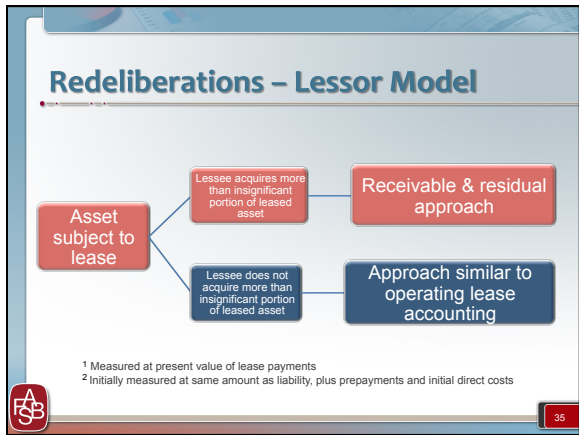 Redeliberations – Lessor Model
Asset
subject to
lease
Lessee acquires more
than insignificant
portion of leased
asset
Receivable & residual
approach
Lessee does not
acquire more than
insignificant portion
of leased asset
Approach similar to
operating lease
accounting
1 Measured at present value of lease payments
2 Initially measured at same amount as liability, plus prepayments and initial direct costs
FASB
35